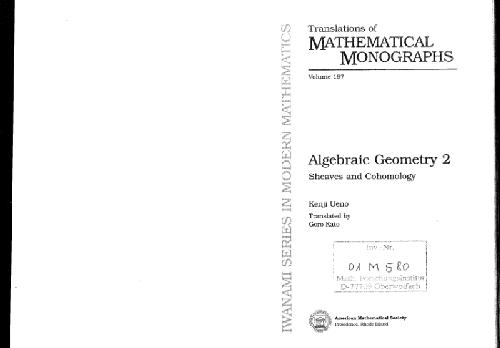 IWANAMI SERIES IN MODERN MATHEMATICS
Translations of
MATHEMATICAL
MONOGRAPHS
Volume 197
Algebraic Geometry 2
Sheaves and Cohomology
Kenji Ueno
Translated by
Goro Kato
Inv.-Nr.
01 M 580
Math. Forschungsinstitut
D-77709 Oberwolfach
American Mathematical Society
Providence, Rhode Island